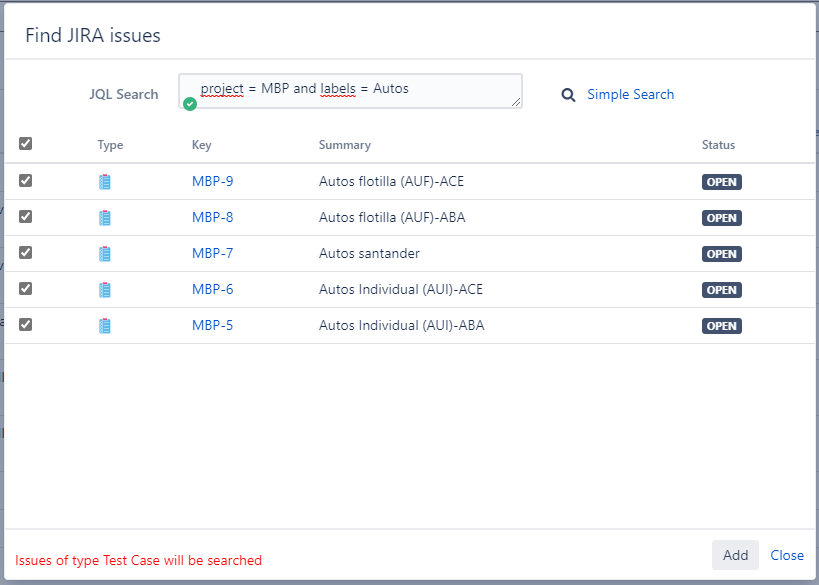 Find JIRA issues
JQL Search
project = MBP and labels = Autos
Simple Search
Type Key Summary Status
MBP-9 Autos flotilla (AUF)-ACE OPEN
MBP-8 Autos flotilla (AUF)-ABA OPEN
MBP-7 Autos santander OPEN
MBP-6 Autos Individual (AUI)-ACE OPEN
MBP-5 Autos Individual (AUI)-ABA OPEN
Issues of type Test Case will be searched
Add Close